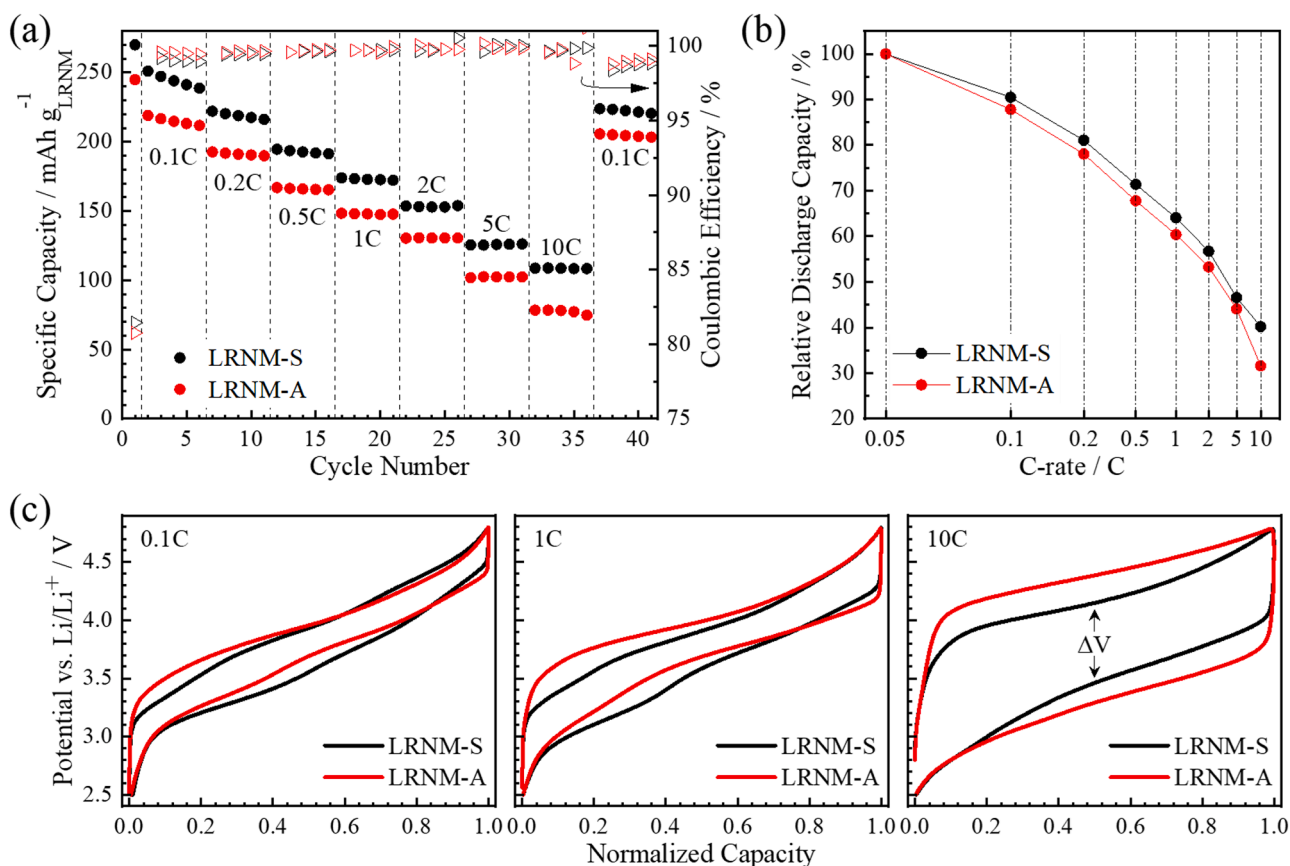 (a)
Specific Capacity / mAh g-1LRNM
250
200
150
100
50
0
0.1C
0.2C
0.5C
1C
2C
5C
10C
0.1C
LRNM-S
LRNM-A
100
95
90
85
80
75
Coulombic Efficiency / %
0 10 20 30 40
Cycle Number
(b)
Relative Discharge Capacity / %
110
100
90
80
70
60
50
40
30
20
LRNM-S
LRNM-A
0.05 0.1 0.2 0.5 1 2 5 10
C-rate / C
(c)
Potential vs. Li/Li+ / V
4.5
4.0
3.5
3.0
2.5
0.1C
LRNM-S
LRNM-A
0.0 0.2 0.4 0.6 0.8 1.0
1C
LRNM-S
LRNM-A
0.0 0.2 0.4 0.6 0.8 1.0
10C
ΔV
LRNM-S
LRNM-A
0.0 0.2 0.4 0.6 0.8 1.0
Normalized Capacity